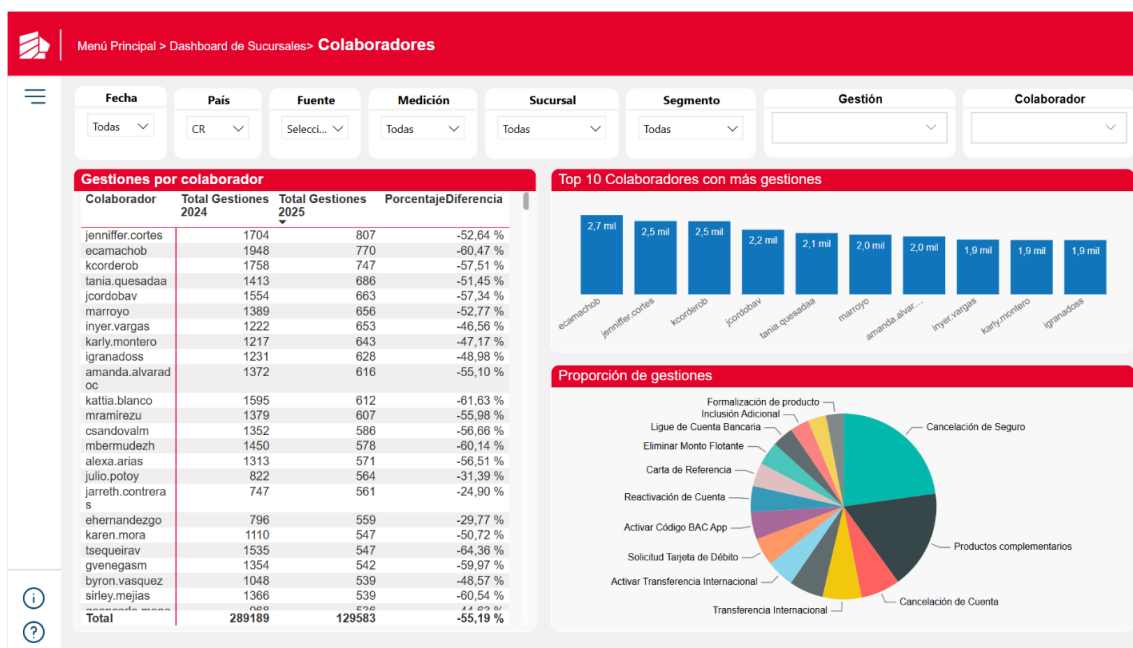 Menú Principal > Dashboard de Sucursales> Colaboradores
Fecha
Todas
País
CR
Fuente
Selecci...
Medición
Todas
Sucursal
Todas
Segmento
Todas
Gestión
Colaborador
Gestiones por colaborador
Colaborador Total Gestiones 2024 Total Gestiones 2025 PorcentajeDiferencia
jenniffer.cortes 1704 807 -52,64 %
ecamachob 1948 770 -60,47 %
kcorderob 1758 747 -57,51 %
tania.quesadaa 1413 686 -51,45 %
jcordobav 1554 663 -57,34 %
marroyo 1389 656 -52,77 %
inyer.vargas 1222 653 -46,56 %
karly.montero 1217 643 -47,17 %
igranadoss 1231 628 -48,98 %
amanda.alvarad 1372 616 -55,10 %
oc
kattia.blanco 1595 612 -61,63 %
mramirezu 1379 607 -55,98 %
csandovalm 1352 586 -56,66 %
mbermudezh 1450 578 -60,14 %
alexa.arias 1313 571 -56,51 %
julio.potoy 822 564 -31,39 %
jarreth.contrera 747 561 -24,90 %
s
ehernandezgo 796 559 -29,77 %
karen.mora 1110 547 -50,72 %
tsequeirav 1535 547 -64,36 %
gvenegasm 1354 542 -59,97 %
byron.vasquez 1048 539 -48,57 %
sirley.mejias 1366 539 -60,54 %
Total 289189 129583 -55,19 %
Top 10 Colaboradores con más gestiones
2,7 mil
2,5 mil
2,5 mil
2,2 mil
2,1 mil
2,0 mil
2,0 mil
1,9 mil
1,9 mil
1,9 mil
ecamachob
jenniffer.cortes
kcorderob
jcordobav
tania.quesadaa
marroyo
amanda.alvar...
inyer.vargas
karly.montero
igranadoss
Proporción de gestiones
Formalización de producto
Inclusión Adicional
Ligue de Cuenta Bancaria
Eliminar Monto Flotante
Carta de Referencia
Reactivación de Cuenta
Activar Código BAC App
Solicitud Tarjeta de Débito
Activar Transferencia Internacional
Transferencia Internacional
Cancelación de Seguro
Productos complementarios
Cancelación de Cuenta